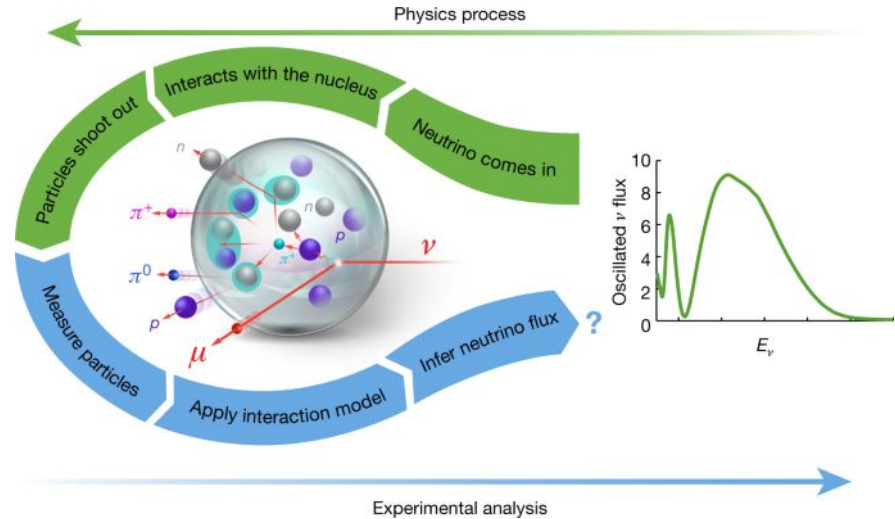 Physics process
Interacts with the nucleus
Particles shoot out
Neutrino comes in
n
π⁺
π⁰
p
μ
n
p
π⁺
ν
Measure particles
Apply interaction model
Infer neutrino flux
?
Oscillated ν flux
10
8
6
4
2
0
E_ν
Experimental analysis